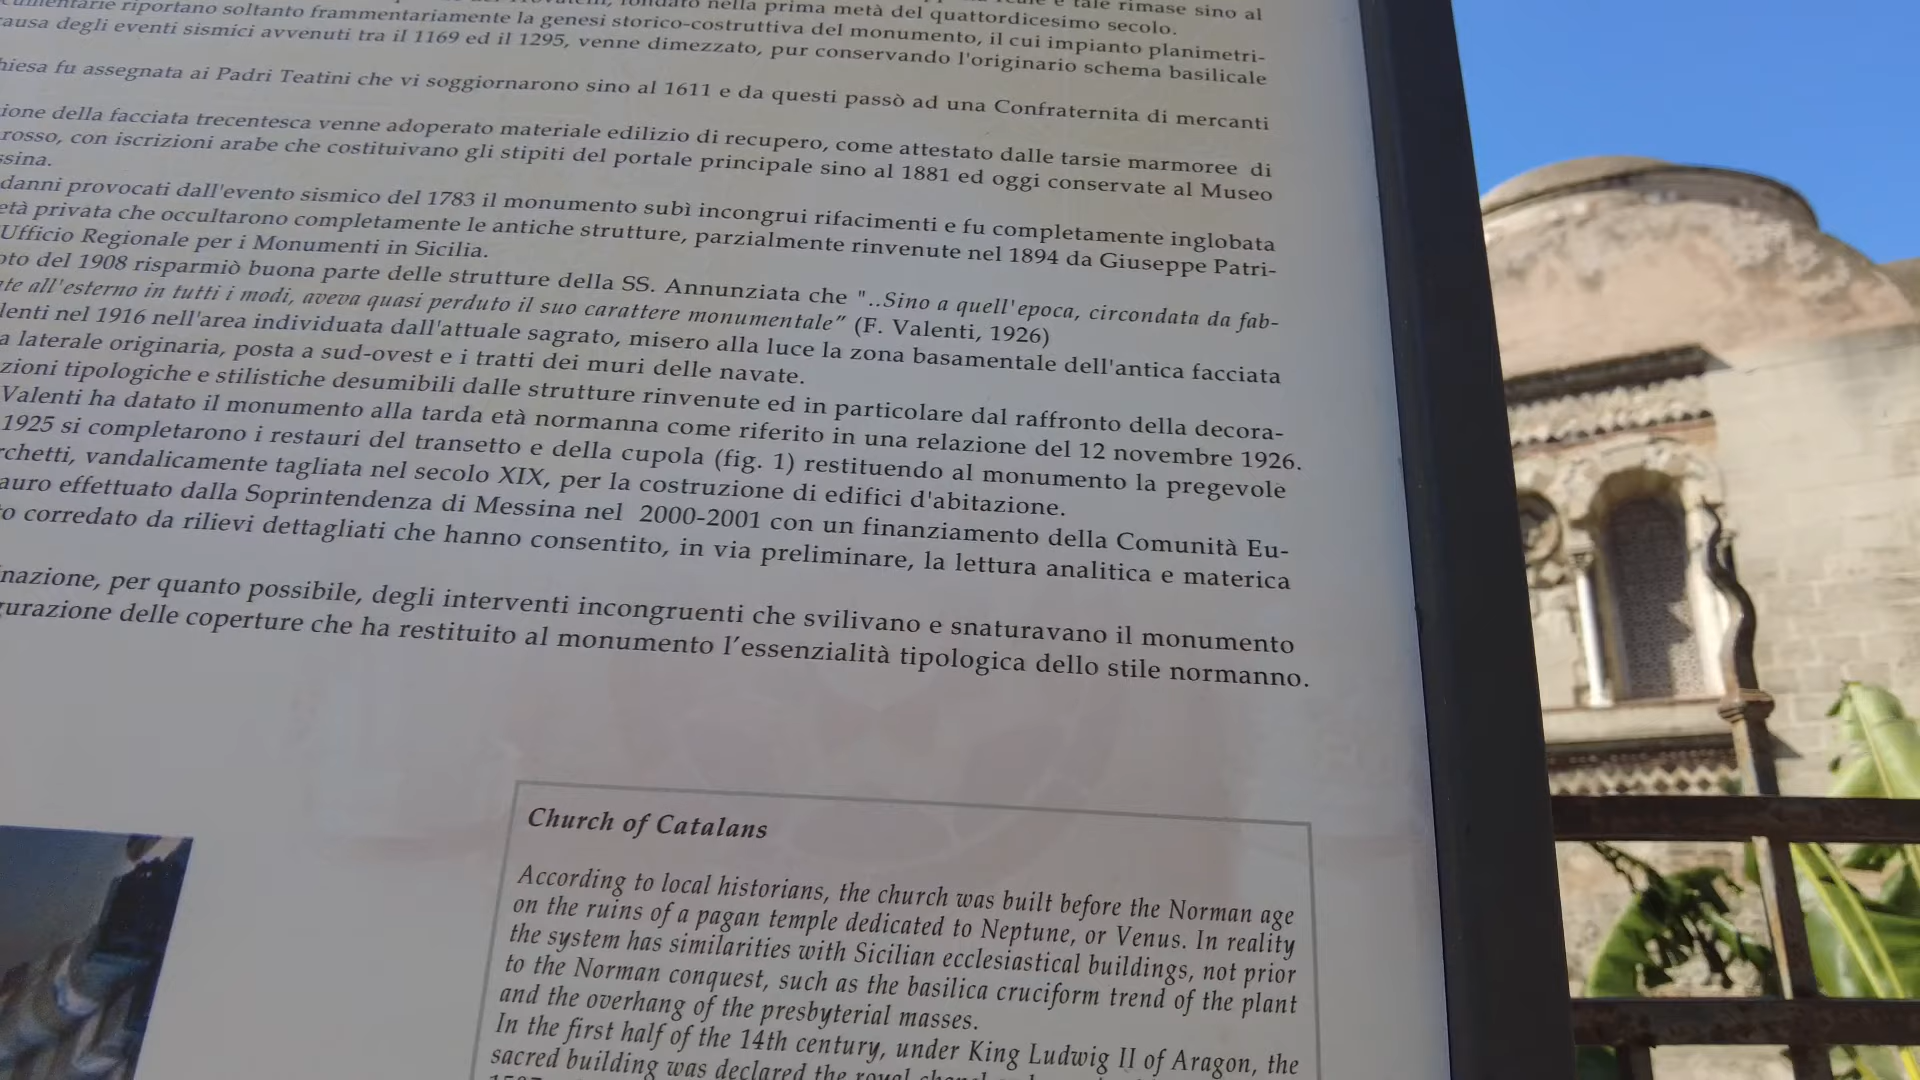 riportano soltanto frammentariamente la genesi storico-costruttiva del monumento, il cui impianto planimetri-
fondato nella prima metà del quattordicesimo secolo.
e tale rimase sino al
ausa degli eventi sismici avvenuti tra il 1169 ed il 1295, venne dimezzato, pur conservando l'originario schema basilicale
hiesa fu assegnata ai Padri Teatini che vi soggiornarono sino al 1611 e da questi passò ad una Confraternita di mercanti
ione della facciata trecentesca venne adoperato materiale edilizio di recupero, come attestato dalle tarsie marmoree di
rosso, con iscrizioni arabe che costituivano gli stipiti del portale principale sino al 1881 ed oggi conservate al Museo
ssina.
danni provocati dall'evento sismico del 1783 il monumento subì incongrui rifacimenti e fu completamente inglobata
età privata che occultarono completamente le antiche strutture, parzialmente rinvenute nel 1894 da Giuseppe Patri-
Ufficio Regionale per i Monumenti in Sicilia.
oto del 1908 risparmiò buona parte delle strutture della SS. Annunziata che "..Sino a quell'epoca, circondata da fab-
te all'esterno in tutti i modi, aveva quasi perduto il suo carattere monumentale” (F. Valenti, 1926)
lenti nel 1916 nell'area individuata dall'attuale sagrato, misero alla luce la zona basamentale dell'antica facciata
a laterale originaria, posta a sud-ovest e i tratti dei muri delle navate.
zioni tipologiche e stilistiche desumibili dalle strutture rinvenute ed in particolare dal raffronto della decora-
Valenti ha datato il monumento alla tarda età normanna come riferito in una relazione del 12 novembre 1926.
1925 si completarono i restauri del transetto e della cupola (fig. 1) restituendo al monumento la pregevole
rchetti, vandalicamente tagliata nel secolo XIX, per la costruzione di edifici d'abitazione.
auro effettuato dalla Soprintendenza di Messina nel 2000-2001 con un finanziamento della Comunità Eu-
to corredato da rilievi dettagliati che hanno consentito, in via preliminare, la lettura analitica e materica
nazione, per quanto possibile, degli interventi incongruenti che svilivano e snaturavano il monumento
gurazione delle coperture che ha restituito al monumento l’essenzialità tipologica dello stile normanno.
Church of Catalans
According to local historians, the church was built before the Norman age
on the ruins of a pagan temple dedicated to Neptune, or Venus. In reality
the system has similarities with Sicilian ecclesiastical buildings, not prior
to the Norman conquest, such as the basilica cruciform trend of the plant
and the overhang of the presbyterial masses.
In the first half of the 14th century, under King Ludwig II of Aragon, the
sacred building was declared the royal